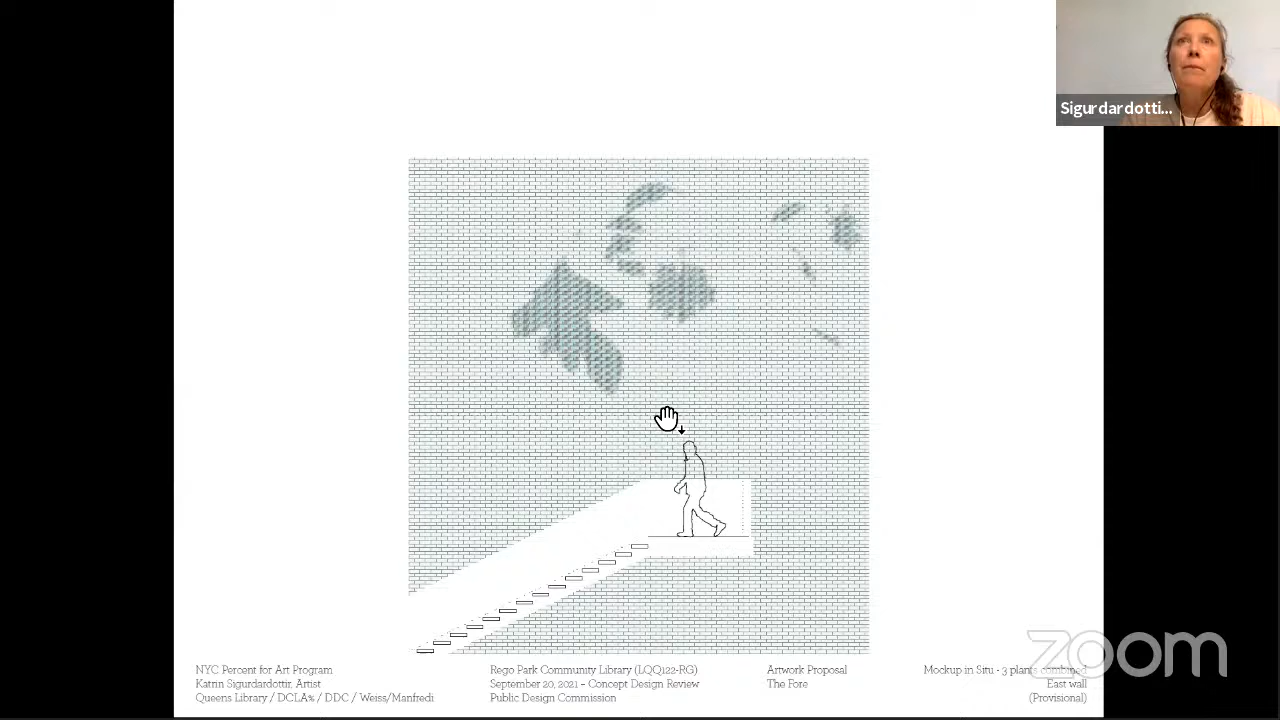 Sigurdardotti...
NYC Percent for Art Program
Katrin Sigurdardottir, Artist
Queens Library / DCLA% / DDC / Weiss/Manfredi
Rego Park Community Library (LQQ122-RG)
September 20, 2021 – Concept Design Review
Public Design Commission
Artwork Proposal
The Fore
Mockup in Situ - 3 plants combined
East wall
(Provisional)
zoom